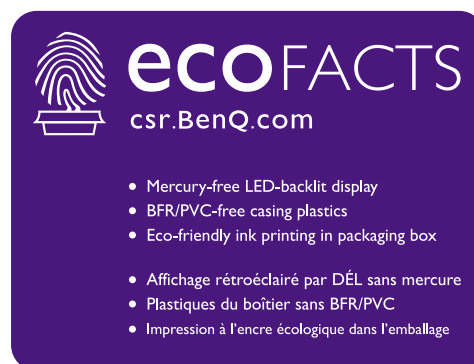 ecoFACTS
csr.BenQ.com
• Mercury-free LED-backlit display
• BFR/PVC-free casing plastics
• Eco-friendly ink printing in packaging box
• Affichage rétroéclairé par DÉL sans mercure
• Plastiques du boîtier sans BFR/PVC
• Impression à l'encre écologique dans l'emballage